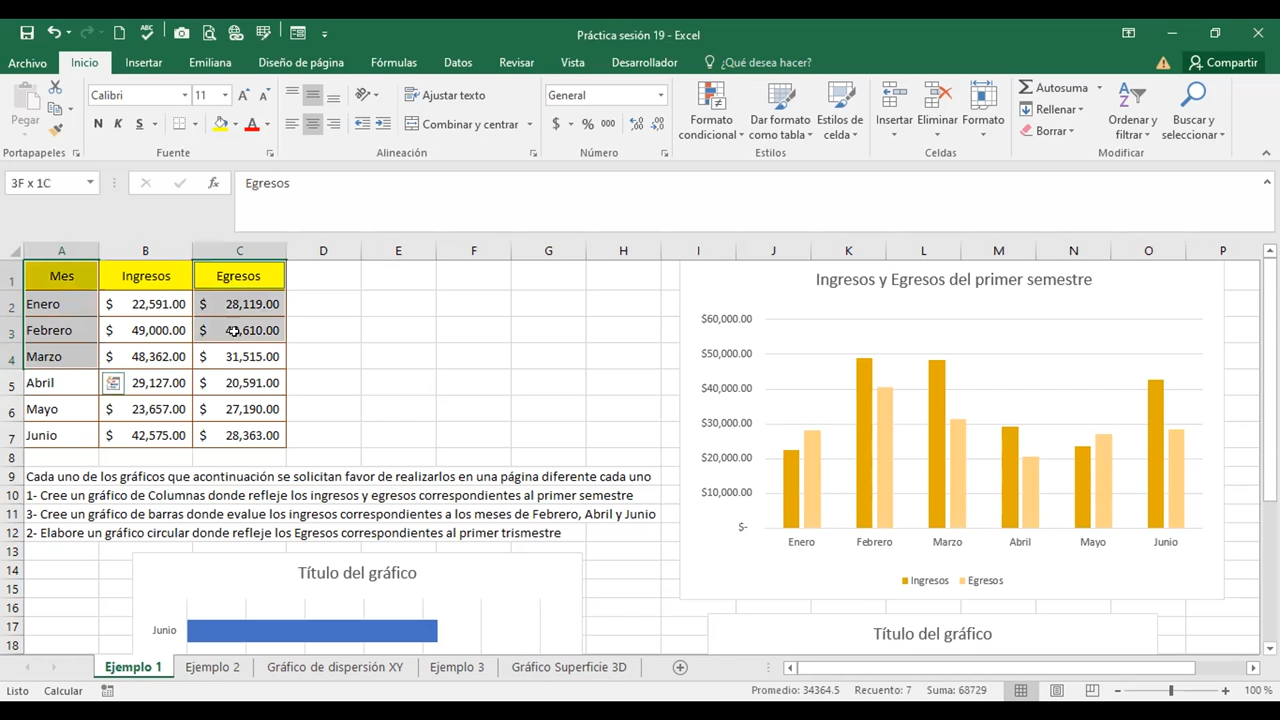 Práctica sesión 19 - Excel
Archivo Inicio Insertar Emiliana Diseño de página Fórmulas Datos Revisar Vista Desarrollador ¿Qué desea hacer? Compartir
Pegar
Calibri 11
N K S
Ajustar texto
Combinar y centrar
General
$ % 000
Formato condicional
Dar formato como tabla
Estilos de celda
Insertar Eliminar Formato
Autosuma
Rellenar
Borrar
Ordenar y filtrar
Buscar y seleccionar
Portapapeles Fuente Alineación Número Estilos Celdas Modificar
3F x 1C fx Egresos
A B C D E F G H I J K L M N O P
1 Mes Ingresos Egresos
2 Enero $ 22,591.00 $ 28,119.00
3 Febrero $ 49,000.00 $ ,610.00
4 Marzo $ 48,362.00 $ 31,515.00
5 Abril 29,127.00 $ 20,591.00
6 Mayo $ 23,657.00 $ 27,190.00
7 Junio $ 42,575.00 $ 28,363.00
8
9 Cada uno de los gráficos que acontinuación se solicitan favor de realizarlos en una página diferente cada uno
10 1- Cree un gráfico de Columnas donde refleje los ingresos y egresos correspondientes al primer semestre
11 3- Cree un gráfico de barras donde evalue los ingresos correspondientes a los meses de Febrero, Abril y Junio
12 2- Elabore un gráfico circular donde refleje los Egresos correspondientes al primer trismestre
13
14
15
16
17
18
Título del gráfico
Junio
Ingresos y Egresos del primer semestre
$60,000.00
$50,000.00
$40,000.00
$30,000.00
$20,000.00
$10,000.00
$-
Enero Febrero Marzo Abril Mayo Junio
Ingresos Egresos
Título del gráfico
Ejemplo 1 Ejemplo 2 Gráfico de dispersión XY Ejemplo 3 Gráfico Superficie 3D
Listo Calcular Promedio: 34364.5 Recuento: 7 Suma: 68729 100 %